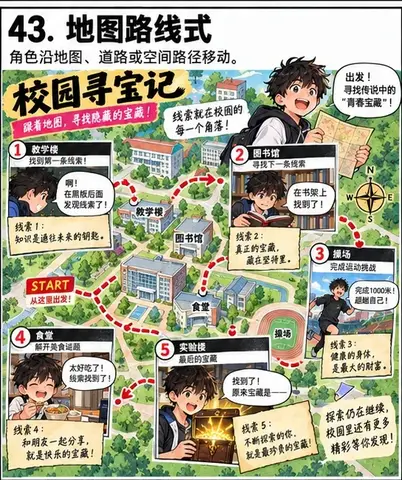 43. 地图路线式
角色沿地图、道路或空间路径移动。
校园寻宝记
跟着地图，寻找隐藏的宝藏！
线索就在校园的
每一个角落！
出发！
寻找传说中的
“青春宝藏”！
1 教学楼
找到第一条线索！
啊！
在黑板后面
发现线索了！
线索1：
知识是通往未来的钥匙。
2 图书馆
寻找下一条线索
在书架上
找到了！
线索2：
真正的宝藏，
藏在坚持里。
教学楼
图书馆
食堂
操场
START
从这里出发！
3 操场
完成运动挑战
完成1000米！
超越自己！
线索3：
健康的身体，
是最大的财富。
4 食堂
解开美食谜题
太好吃了！
线索找到了！
线索4：
和朋友一起分享，
就是快乐的宝藏！
5 实验楼
最后的宝藏
找到了！
原来宝藏是——
线索5：
不断探索的你，
就是最珍贵的宝藏！
探索仍在继续，
校园里还有更多
精彩等你发现！